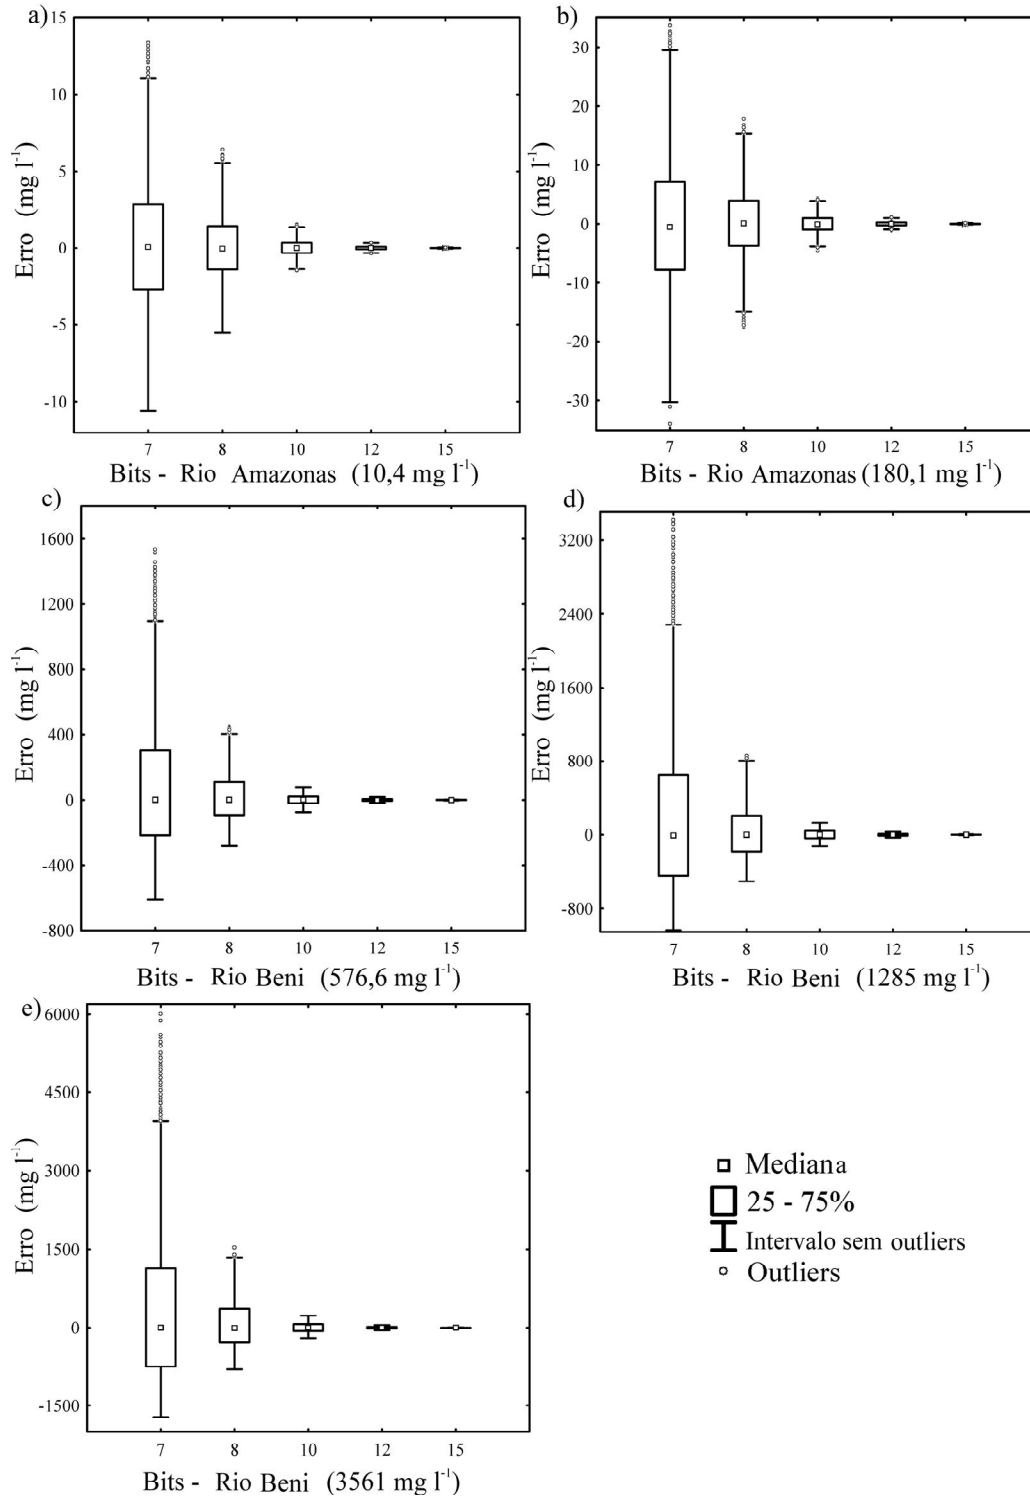 a)
15
10
5
0
-5
-10
Erro (mg l⁻¹)
7 8 10 12 15
Bits - Rio Amazonas (10,4 mg l⁻¹)
b)
30
20
10
0
-10
-20
-30
Erro (mg l⁻¹)
7 8 10 12 15
Bits - Rio Amazonas (180,1 mg l⁻¹)
c)
1600
1200
800
400
0
-400
-800
Erro (mg l⁻¹)
7 8 10 12 15
Bits - Rio Beni (576,6 mg l⁻¹)
d)
3200
2400
1600
800
0
-800
Erro (mg l⁻¹)
7 8 10 12 15
Bits - Rio Beni (1285 mg l⁻¹)
e)
6000
4500
3000
1500
0
-1500
Erro (mg l⁻¹)
7 8 10 12 15
Bits - Rio Beni (3561 mg l⁻¹)
Mediana
25 - 75%
Intervalo sem outliers
Outliers